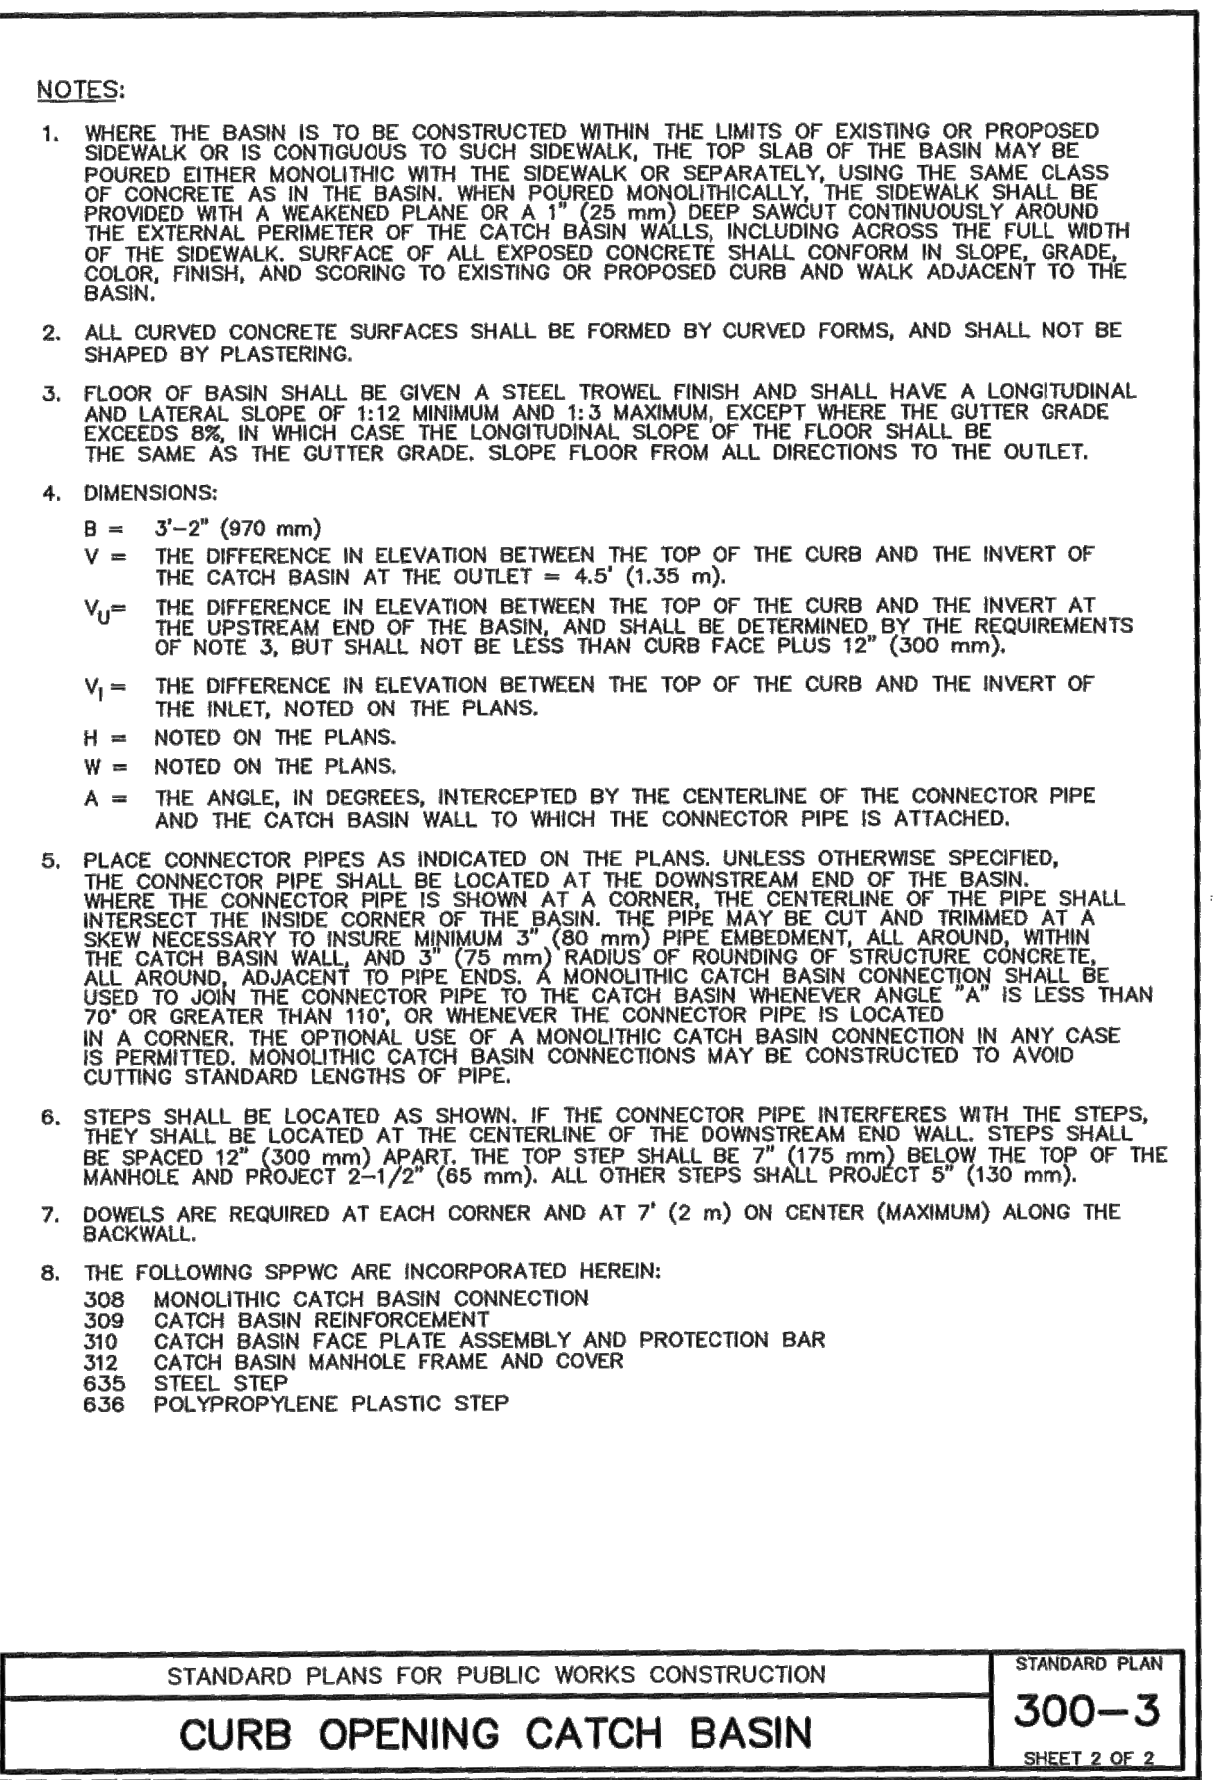 NOTES:
1. WHERE THE BASIN IS TO BE CONSTRUCTED WITHIN THE LIMITS OF EXISTING OR PROPOSED
SIDEWALK OR IS CONTIGUOUS TO SUCH SIDEWALK, THE TOP SLAB OF THE BASIN MAY BE
POURED EITHER MONOLITHIC WITH THE SIDEWALK OR SEPARATELY, USING THE SAME CLASS
OF CONCRETE AS IN THE BASIN. WHEN POURED MONOLITHICALLY, THE SIDEWALK SHALL BE
PROVIDED WITH A WEAKENED PLANE OR A 1" (25 mm) DEEP SAWCUT CONTINUOUSLY AROUND
THE EXTERNAL PERIMETER OF THE CATCH BASIN WALLS, INCLUDING ACROSS THE FULL WIDTH
OF THE SIDEWALK. SURFACE OF ALL EXPOSED CONCRETE SHALL CONFORM IN SLOPE, GRADE,
COLOR, FINISH, AND SCORING TO EXISTING OR PROPOSED CURB AND WALK ADJACENT TO THE
BASIN.
2. ALL CURVED CONCRETE SURFACES SHALL BE FORMED BY CURVED FORMS, AND SHALL NOT BE
SHAPED BY PLASTERING.
3. FLOOR OF BASIN SHALL BE GIVEN A STEEL TROWEL FINISH AND SHALL HAVE A LONGITUDINAL
AND LATERAL SLOPE OF 1:12 MINIMUM AND 1:3 MAXIMUM, EXCEPT WHERE THE GUTTER GRADE
EXCEEDS 8%, IN WHICH CASE THE LONGITUDINAL SLOPE OF THE FLOOR SHALL BE
THE SAME AS THE GUTTER GRADE. SLOPE FLOOR FROM ALL DIRECTIONS TO THE OUTLET.
4. DIMENSIONS:
B = 3'-2" (970 mm)
V = THE DIFFERENCE IN ELEVATION BETWEEN THE TOP OF THE CURB AND THE INVERT OF
THE CATCH BASIN AT THE OUTLET = 4.5' (1.35 m).
VU= THE DIFFERENCE IN ELEVATION BETWEEN THE TOP OF THE CURB AND THE INVERT AT
THE UPSTREAM END OF THE BASIN, AND SHALL BE DETERMINED BY THE REQUIREMENTS
OF NOTE 3, BUT SHALL NOT BE LESS THAN CURB FACE PLUS 12" (300 mm).
VI = THE DIFFERENCE IN ELEVATION BETWEEN THE TOP OF THE CURB AND THE INVERT OF
THE INLET, NOTED ON THE PLANS.
H = NOTED ON THE PLANS.
W = NOTED ON THE PLANS.
A = THE ANGLE, IN DEGREES, INTERCEPTED BY THE CENTERLINE OF THE CONNECTOR PIPE
AND THE CATCH BASIN WALL TO WHICH THE CONNECTOR PIPE IS ATTACHED.
5. PLACE CONNECTOR PIPES AS INDICATED ON THE PLANS. UNLESS OTHERWISE SPECIFIED,
THE CONNECTOR PIPE SHALL BE LOCATED AT THE DOWNSTREAM END OF THE BASIN.
WHERE THE CONNECTOR PIPE IS SHOWN AT A CORNER, THE CENTERLINE OF THE PIPE SHALL
INTERSECT THE INSIDE CORNER OF THE BASIN. THE PIPE MAY BE CUT AND TRIMMED AT A
SKEW NECESSARY TO INSURE MINIMUM 3" (80 mm) PIPE EMBEDMENT, ALL AROUND, WITHIN
THE CATCH BASIN WALL, AND 3" (75 mm) RADIUS OF ROUNDING OF STRUCTURE CONCRETE,
ALL AROUND, ADJACENT TO PIPE ENDS. A MONOLITHIC CATCH BASIN CONNECTION SHALL BE
USED TO JOIN THE CONNECTOR PIPE TO THE CATCH BASIN WHENEVER ANGLE "A" IS LESS THAN
70° OR GREATER THAN 110°, OR WHENEVER THE CONNECTOR PIPE IS LOCATED
IN A CORNER. THE OPTIONAL USE OF A MONOLITHIC CATCH BASIN CONNECTION IN ANY CASE
IS PERMITTED. MONOLITHIC CATCH BASIN CONNECTIONS MAY BE CONSTRUCTED TO AVOID
CUTTING STANDARD LENGTHS OF PIPE.
6. STEPS SHALL BE LOCATED AS SHOWN. IF THE CONNECTOR PIPE INTERFERES WITH THE STEPS,
THEY SHALL BE LOCATED AT THE CENTERLINE OF THE DOWNSTREAM END WALL. STEPS SHALL
BE SPACED 12" (300 mm) APART. THE TOP STEP SHALL BE 7" (175 mm) BELOW THE TOP OF THE
MANHOLE AND PROJECT 2-1/2" (65 mm). ALL OTHER STEPS SHALL PROJECT 5" (130 mm).
7. DOWELS ARE REQUIRED AT EACH CORNER AND AT 7' (2 m) ON CENTER (MAXIMUM) ALONG THE
BACKWALL.
8. THE FOLLOWING SPPWC ARE INCORPORATED HEREIN:
308 MONOLITHIC CATCH BASIN CONNECTION
309 CATCH BASIN REINFORCEMENT
310 CATCH BASIN FACE PLATE ASSEMBLY AND PROTECTION BAR
312 CATCH BASIN MANHOLE FRAME AND COVER
635 STEEL STEP
636 POLYPROPYLENE PLASTIC STEP
STANDARD PLANS FOR PUBLIC WORKS CONSTRUCTION
CURB OPENING CATCH BASIN
STANDARD PLAN
300-3
SHEET 2 OF 2